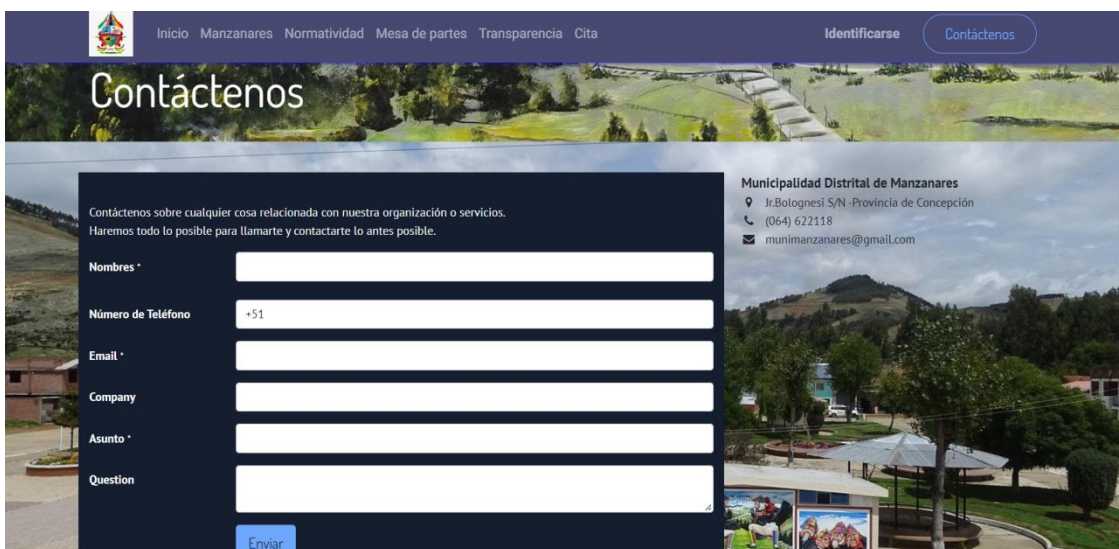 Inicio Manzanares Normatividad Mesa de partes Transparencia Cita Identificarse Contáctenos
Contáctenos
Contáctenos sobre cualquier cosa relacionada con nuestra organización o servicios.
Haremos todo lo posible para llamarte y contactarte lo antes posible.
Nombres *
Número de Teléfono +51
Email *
Company
Asunto *
Question
Enviar
Municipalidad Distrital de Manzanares
Jr.Bolognesi S/N -Provincia de Concepción
(064) 622118
munimanzanares@gmail.com